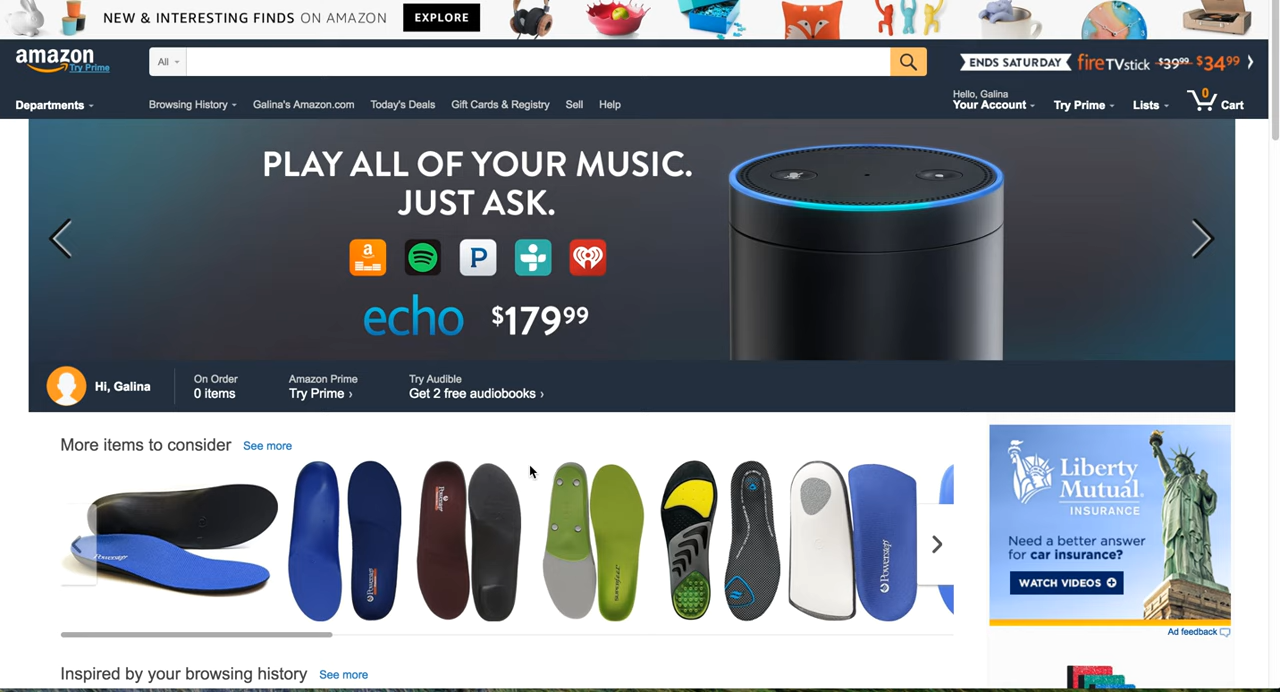 NEW & INTERESTING FINDS ON AMAZON
EXPLORE
amazon
Try Prime
All
ENDS SATURDAY
fireTVstick $39.99 $34.99
Departments
Browsing History
Galina's Amazon.com
Today's Deals
Gift Cards & Registry
Sell
Help
Hello, Galina
Your Account
Try Prime
Lists
0
Cart
PLAY ALL OF YOUR MUSIC.
JUST ASK.
a
P
echo $179.99
Hi, Galina
On Order
0 items
Amazon Prime
Try Prime ›
Try Audible
Get 2 free audiobooks ›
More items to consider
See more
Powerstep
Powerstep
Powerstep
Powerstep
Liberty
Mutual.
INSURANCE
Need a better answer
for car insurance?
WATCH VIDEOS
Ad feedback
Inspired by your browsing history
See more